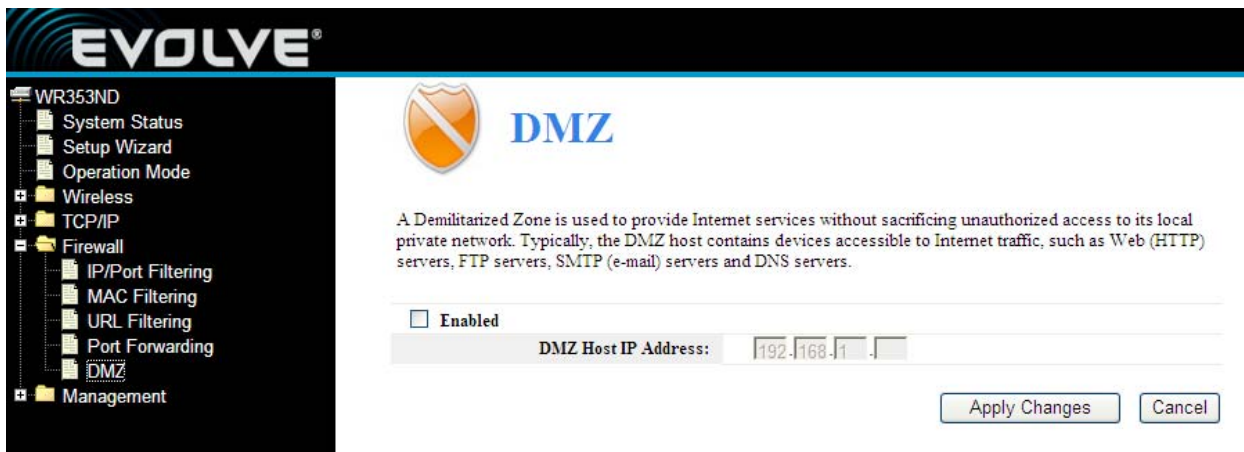 EVOLVE®
WR353ND
System Status
Setup Wizard
Operation Mode
Wireless
TCP/IP
Firewall
IP/Port Filtering
MAC Filtering
URL Filtering
Port Forwarding
DMZ
Management
DMZ
A Demilitarized Zone is used to provide Internet services without sacrificing unauthorized access to its local
private network. Typically, the DMZ host contains devices accessible to Internet traffic, such as Web (HTTP)
servers, FTP servers, SMTP (e-mail) servers and DNS servers.
Enabled
DMZ Host IP Address: 192.168.1.
Apply Changes Cancel